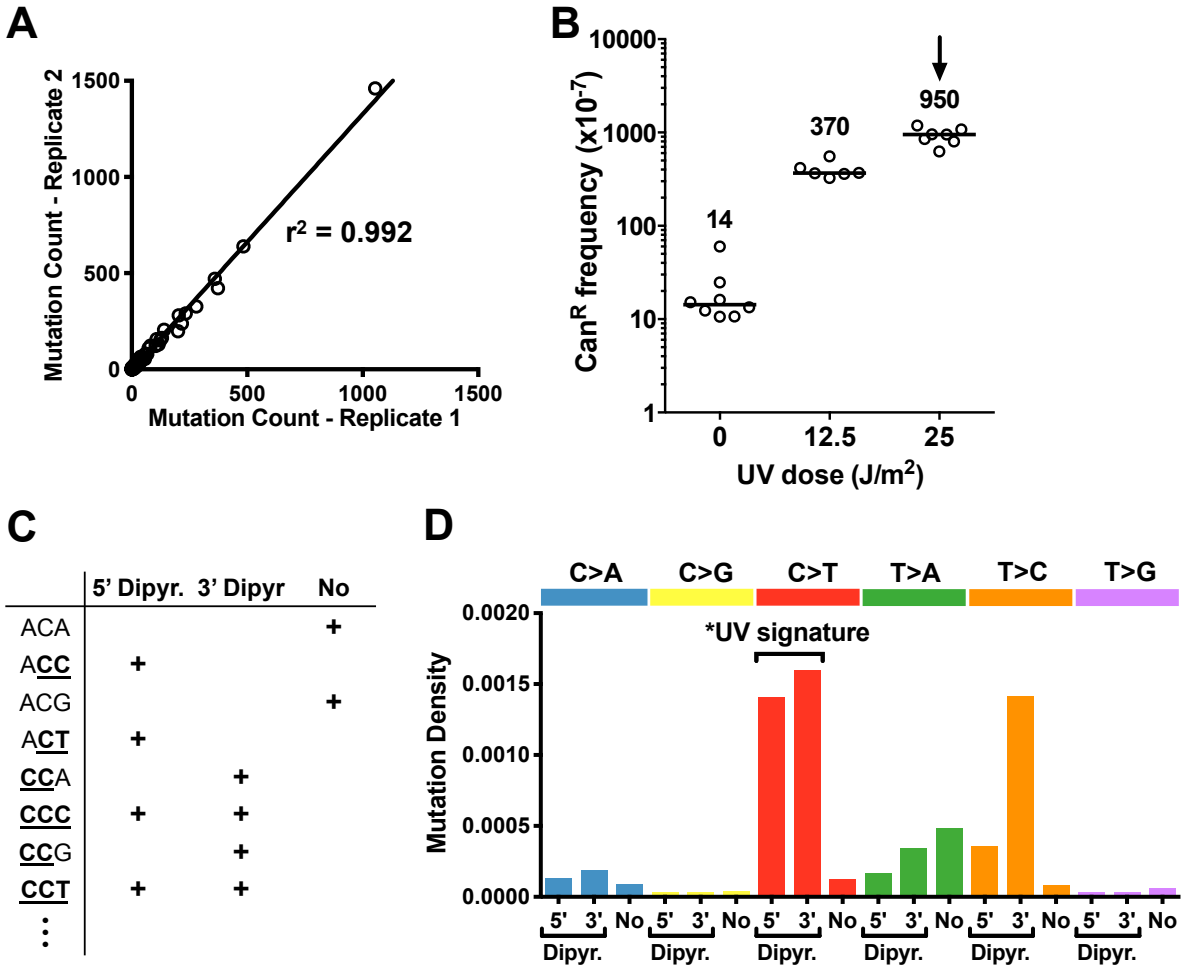 A
Mutation Count - Replicate 2
1500
1000
500
0
r² = 0.992
0 500 1000 1500
Mutation Count - Replicate 1
B
Can^R frequency (x10^-7)
10000
1000
100
10
1
14
370
950
0 12.5 25
UV dose (J/m²)
C
5’ Dipyr. 3’ Dipyr No
ACA +
ACC +
ACG +
ACT +
CCA +
CCC + +
CCG +
CCT + +
⋮
D
C>A C>G C>T T>A T>C T>G
*UV signature
Mutation Density
0.0020
0.0015
0.0010
0.0005
0.0000
5' 3' No 5' 3' No 5' 3' No 5' 3' No 5' 3' No 5' 3' No
Dipyr. Dipyr. Dipyr. Dipyr. Dipyr. Dipyr.